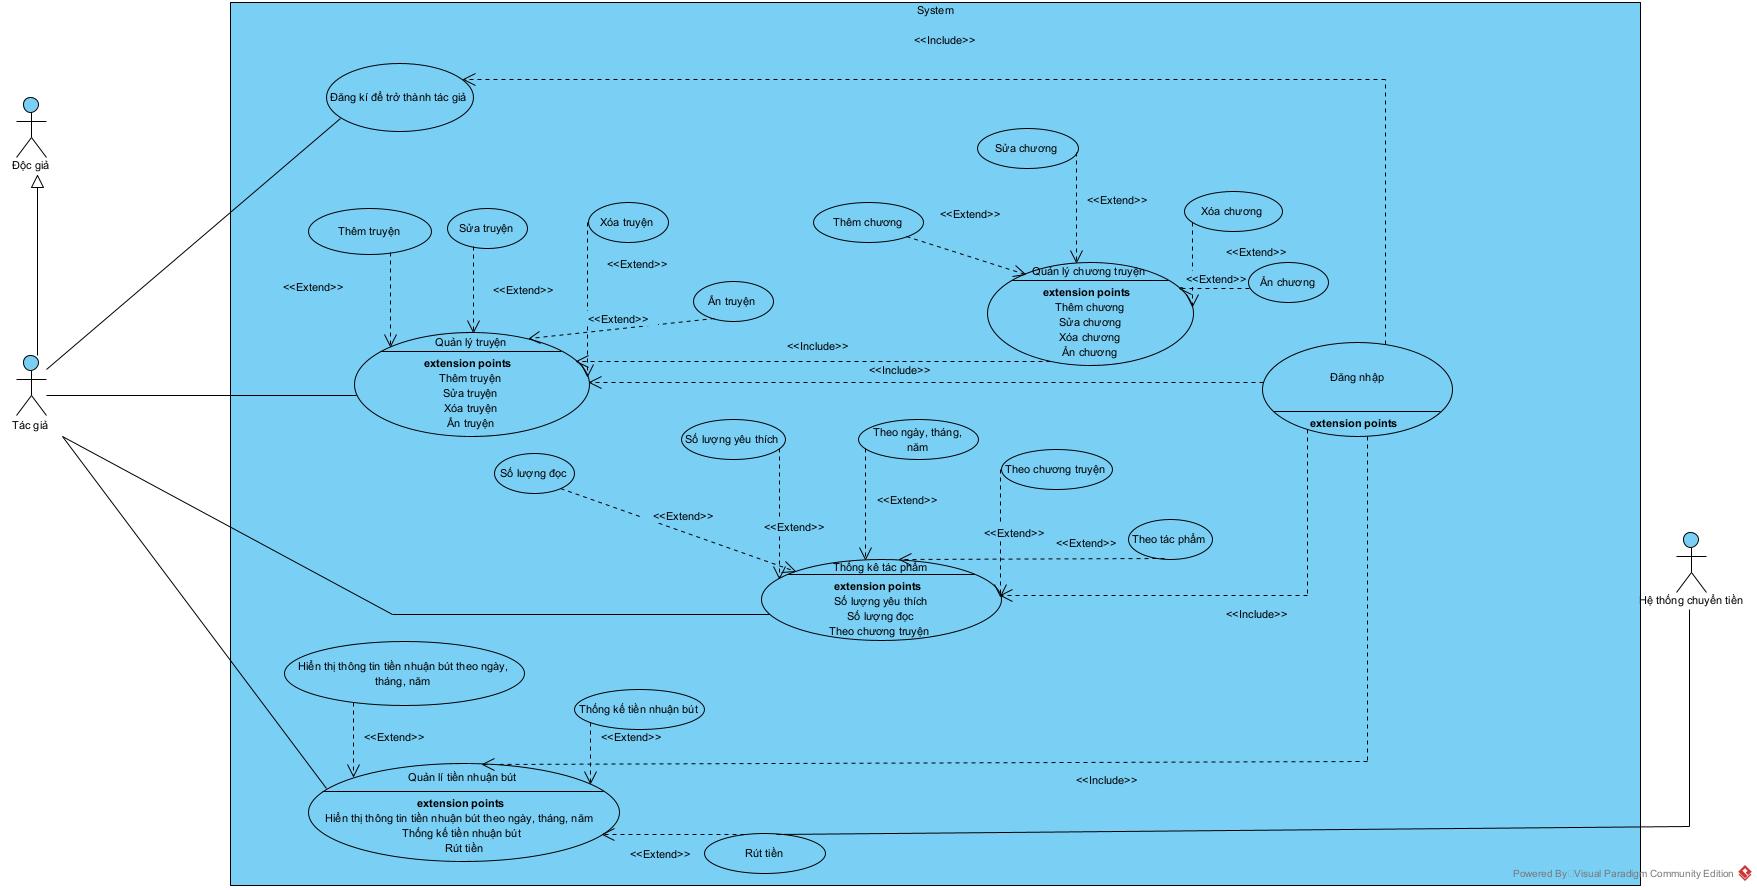 System
<<Include>>
Đăng kí để trở thành tác giả
Độc giả
Sửa chương
Thêm chương
<<Extend>>
<<Extend>>
Xóa chương
Thêm truyện
Sửa truyện
Xóa truyện
<<Extend>>
<<Extend>>
<<Extend>>
<<Extend>>
Quản lý chương truyện
extension points
Thêm chương
Sửa chương
Xóa chương
Ẩn chương
<<Extend>>
Ẩn chương
Ẩn truyện
<<Extend>>
Quản lý truyện
extension points
Thêm truyện
Sửa truyện
Xóa truyện
Ẩn truyện
<<Include>>
<<Include>>
Đăng nhập
extension points
Tác giả
Số lượng yêu thích
Theo ngày, tháng,
năm
Số lượng đọc
Theo chương truyện
<<Extend>>
<<Extend>>
<<Extend>>
<<Extend>>
<<Extend>>
Theo tác phẩm
Thống kê tác phẩm
extension points
Số lượng yêu thích
Số lượng đọc
Theo chương truyện
<<Include>>
Hệ thống chuyển tiền
Hiển thị thông tin tiền nhuận bút theo ngày,
tháng, năm
Thống kế tiền nhuận bút
<<Extend>>
<<Extend>>
Quản lí tiền nhuận bút
extension points
Hiển thị thông tin tiền nhuận bút theo ngày, tháng, năm
Thống kế tiền nhuận bút
Rút tiền
<<Include>>
<<Extend>>
Rút tiền
Powered By Visual Paradigm Community Edition